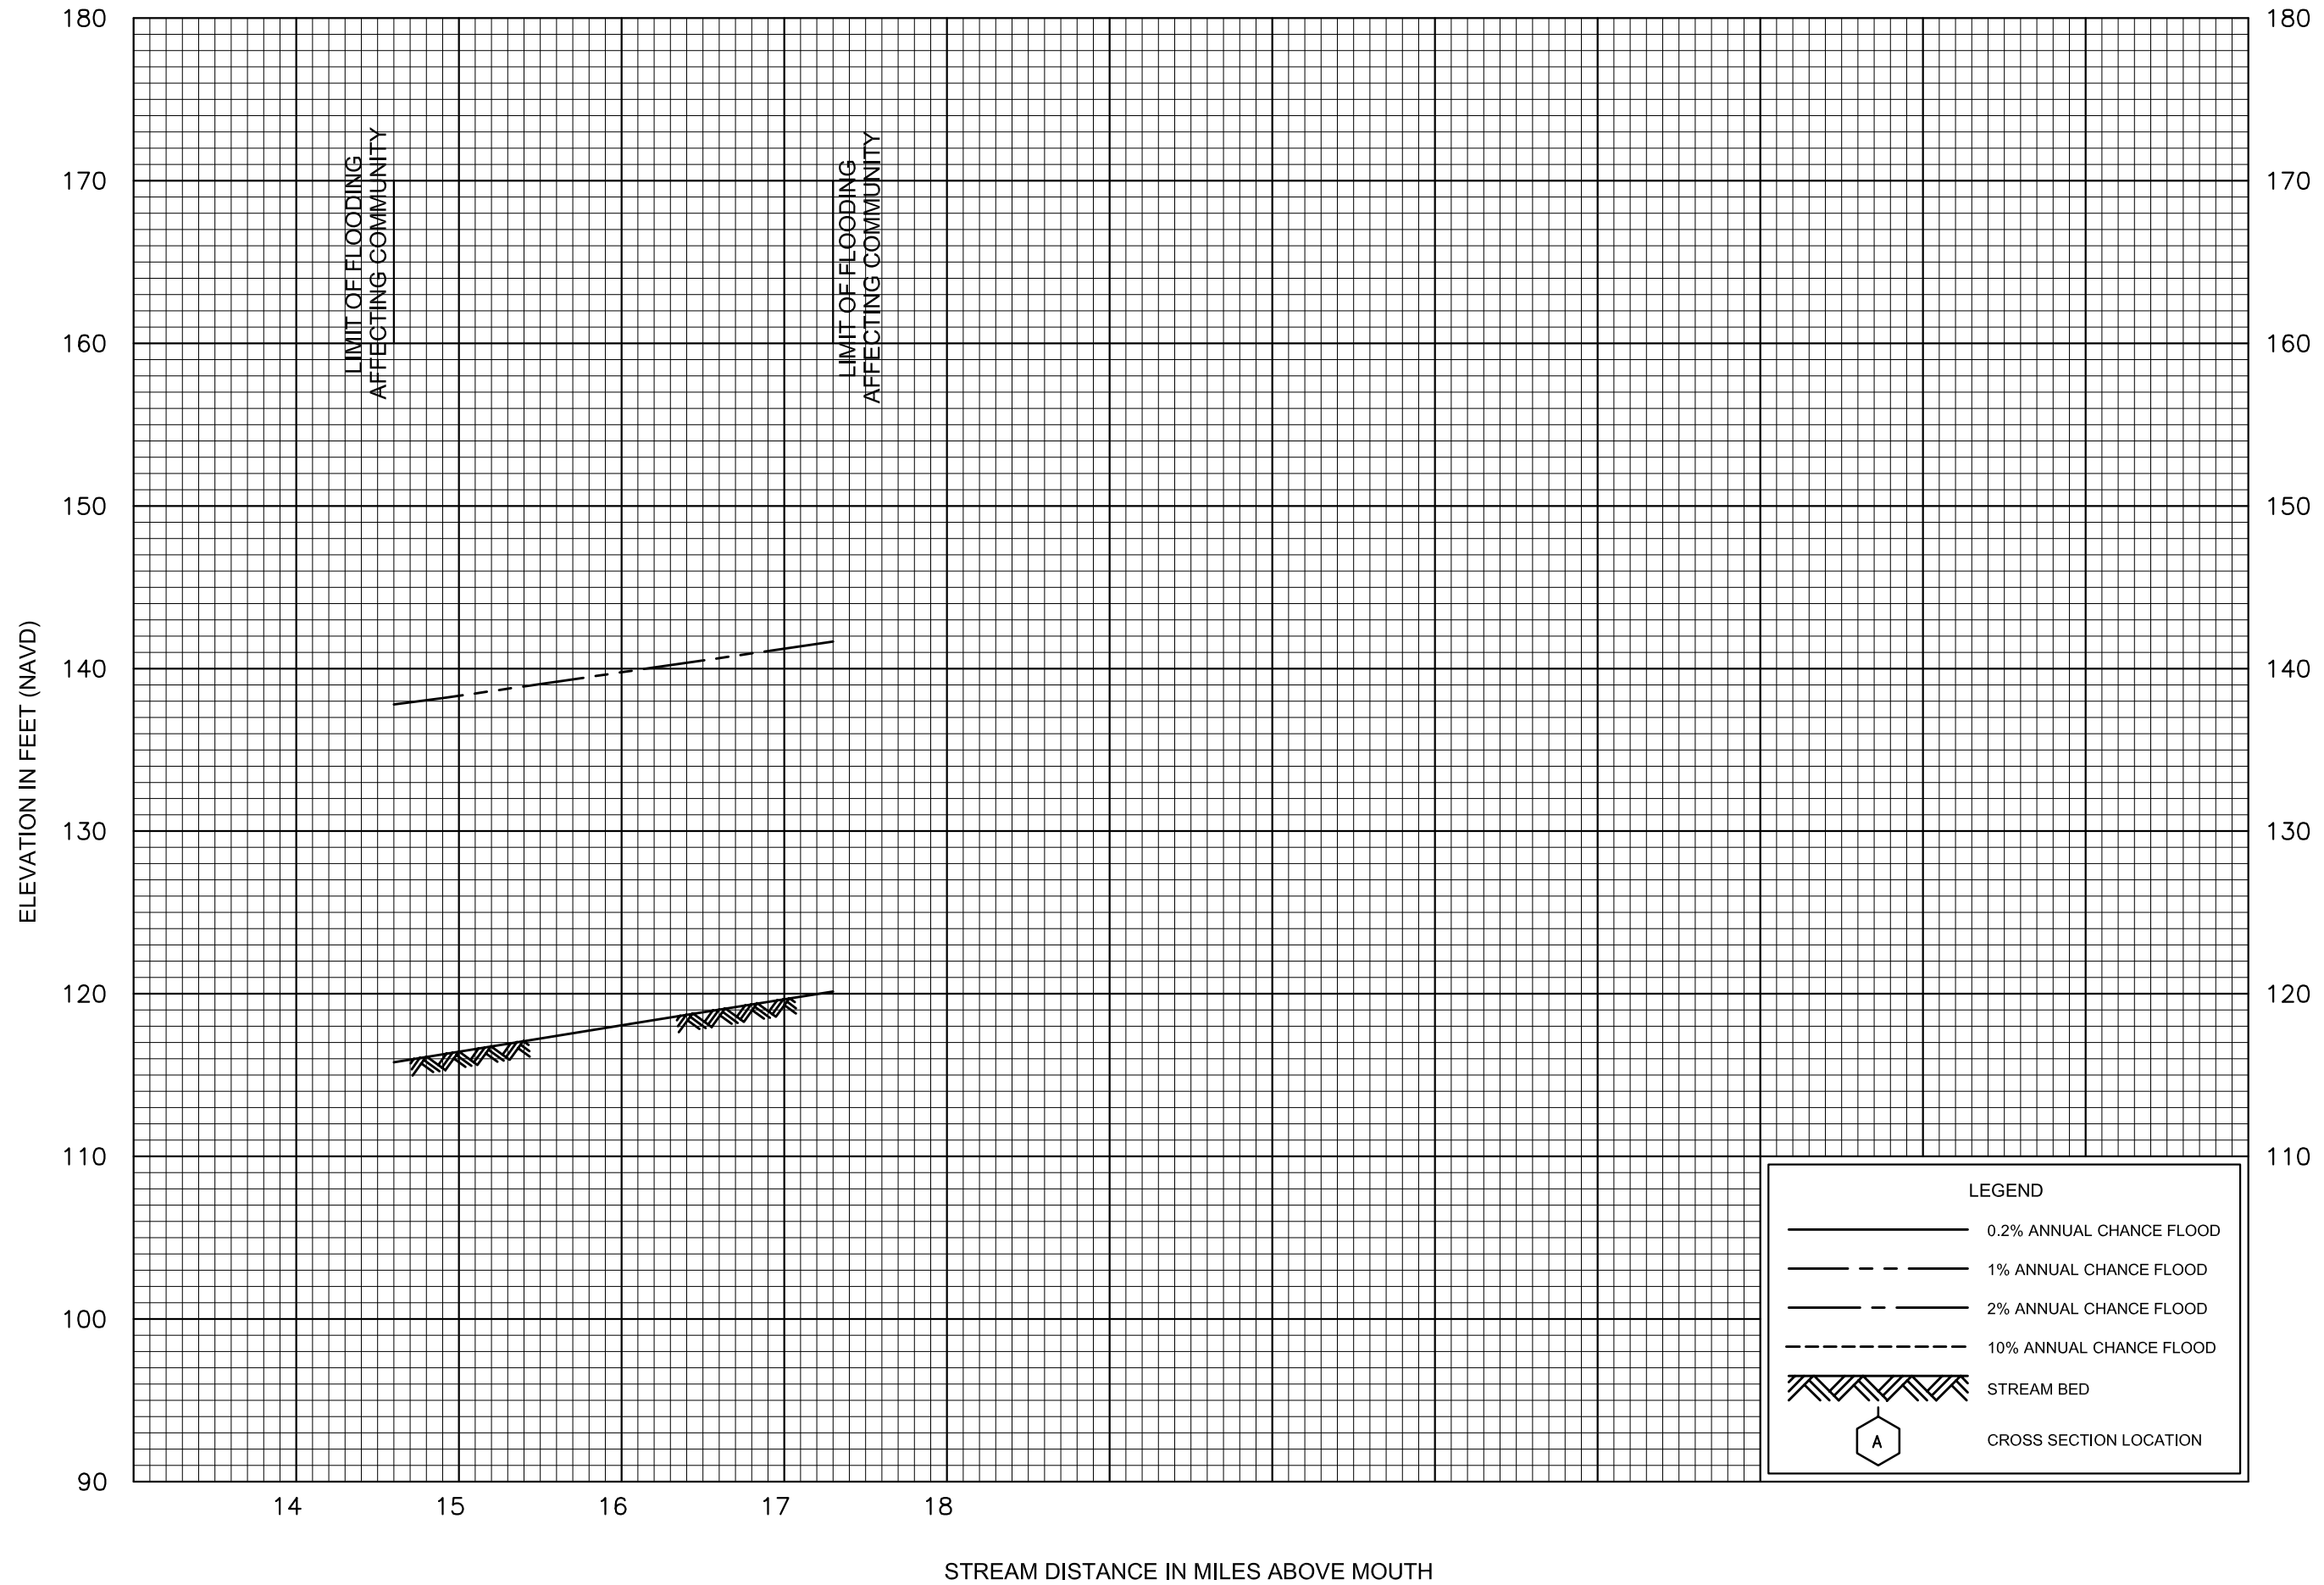 180
180
LIMIT OF FLOODING
AFFECTING COMMUNITY
LIMIT OF FLOODING
AFFECTING COMMUNITY
170
170
160
160
150
150
ELEVATION IN FEET (NAVD)
140
140
130
130
120
120
110
110
100
90
LEGEND
0.2% ANNUAL CHANCE FLOOD
1% ANNUAL CHANCE FLOOD
2% ANNUAL CHANCE FLOOD
10% ANNUAL CHANCE FLOOD
STREAM BED
A
CROSS SECTION LOCATION
14
15
16
17
18
STREAM DISTANCE IN MILES ABOVE MOUTH